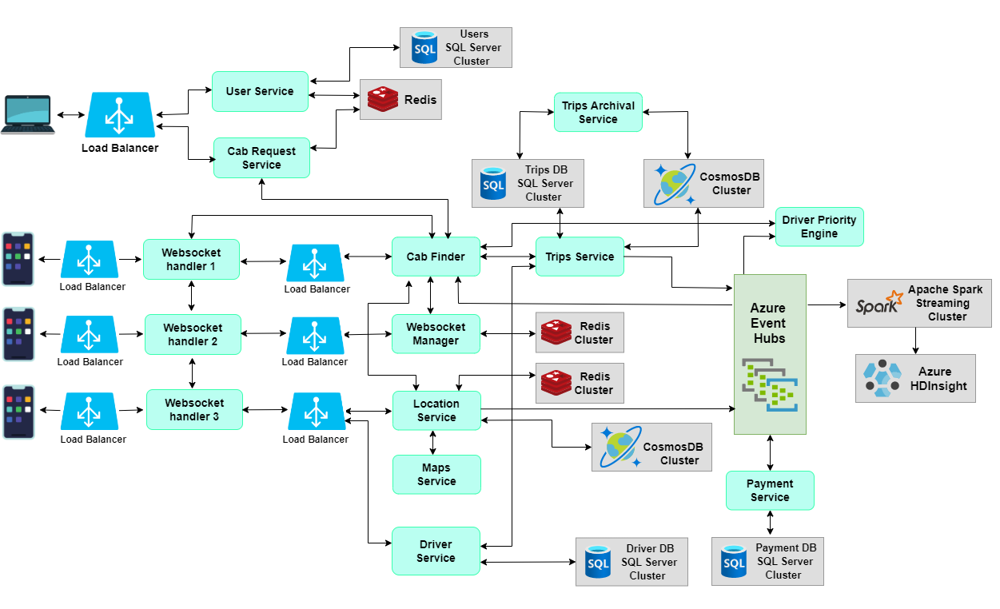 Users
SQL Server
Cluster
SQL
User Service
Redis
Load Balancer
Cab Request
Service
Trips Archival
Service
Trips DB
SQL Server
Cluster
SQL
CosmosDB
Cluster
Driver Priority
Engine
Websocket
handler 1
Load Balancer
Load Balancer
Cab Finder
Trips Service
Azure
Event
Hubs
Spark
Apache Spark
Streaming
Cluster
Websocket
handler 2
Load Balancer
Load Balancer
Websocket
Manager
Redis
Cluster
Redis
Cluster
Azure
HDInsight
Websocket
handler 3
Load Balancer
Load Balancer
Location
Service
CosmosDB
Cluster
Maps
Service
Payment
Service
Driver
Service
SQL
Driver DB
SQL Server
Cluster
SQL
Payment DB
SQL Server
Cluster